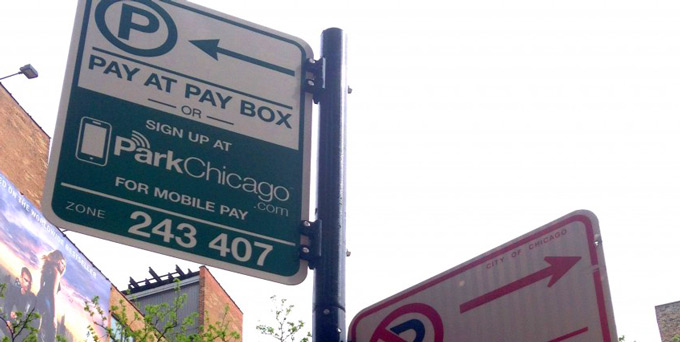 P
PAY AT PAY BOX
OR
SIGN UP AT
ParkChicago
.com
FOR MOBILE PAY
ZONE 243 407
CITY OF CHICAGO
P